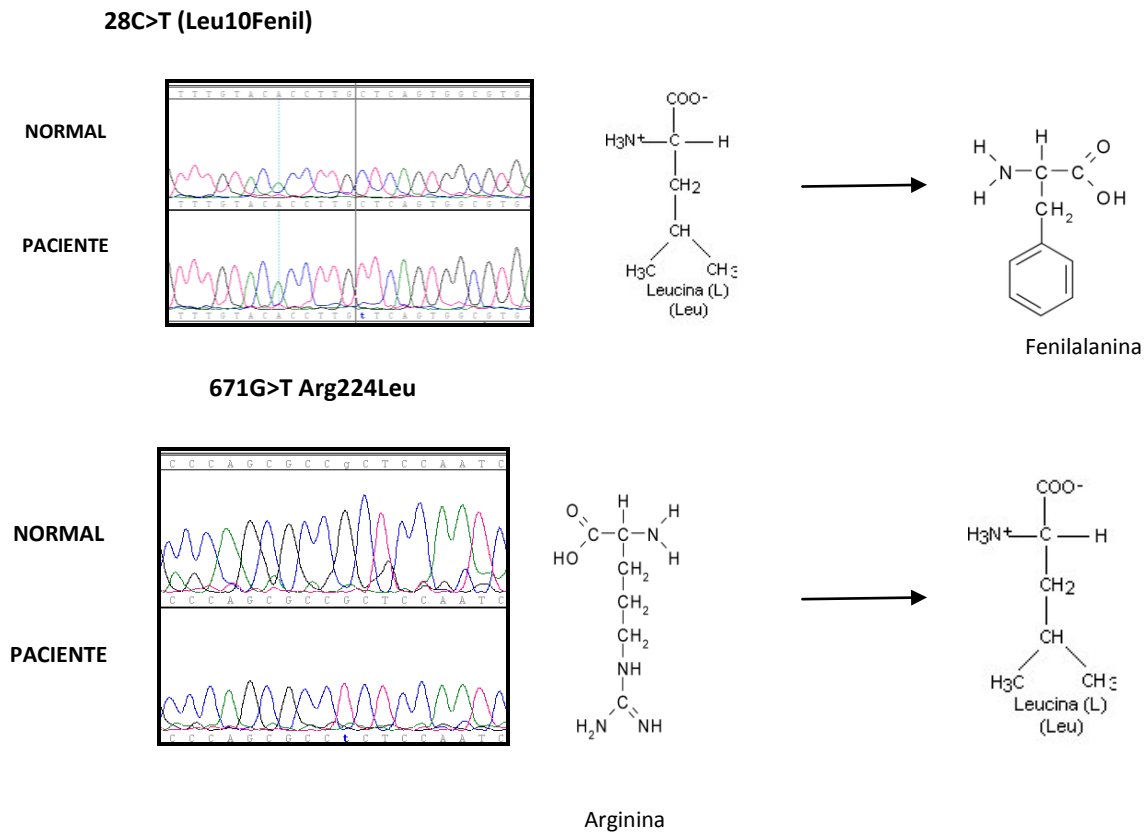 28C>T (Leu10Fenil)
T T T G T A C A C C T T G C T C A G T G G C G T G
NORMAL
T T T G T A C A C C T T G C T C A G T G G C G T G
PACIENTE
T T T G T A C A C C T T G t T C A G T G G C G T G
COO-
H3N+ C H
CH2
CH
H3C CH3
Leucina (L)
(Leu)
H H O
N C C
H OH
CH2
Fenilalanina
671G>T Arg224Leu
C C C A G C G C C g C T C C A A T C
NORMAL
C C C A G C G C C G C T C C A A T C
PACIENTE
C C C A G C G C C t C T C C A A T C
O H H
C C N
HO H
CH2
CH2
CH2
NH
C
H2N NH
Arginina
COO-
H3N+ C H
CH2
CH
H3C CH3
Leucina (L)
(Leu)